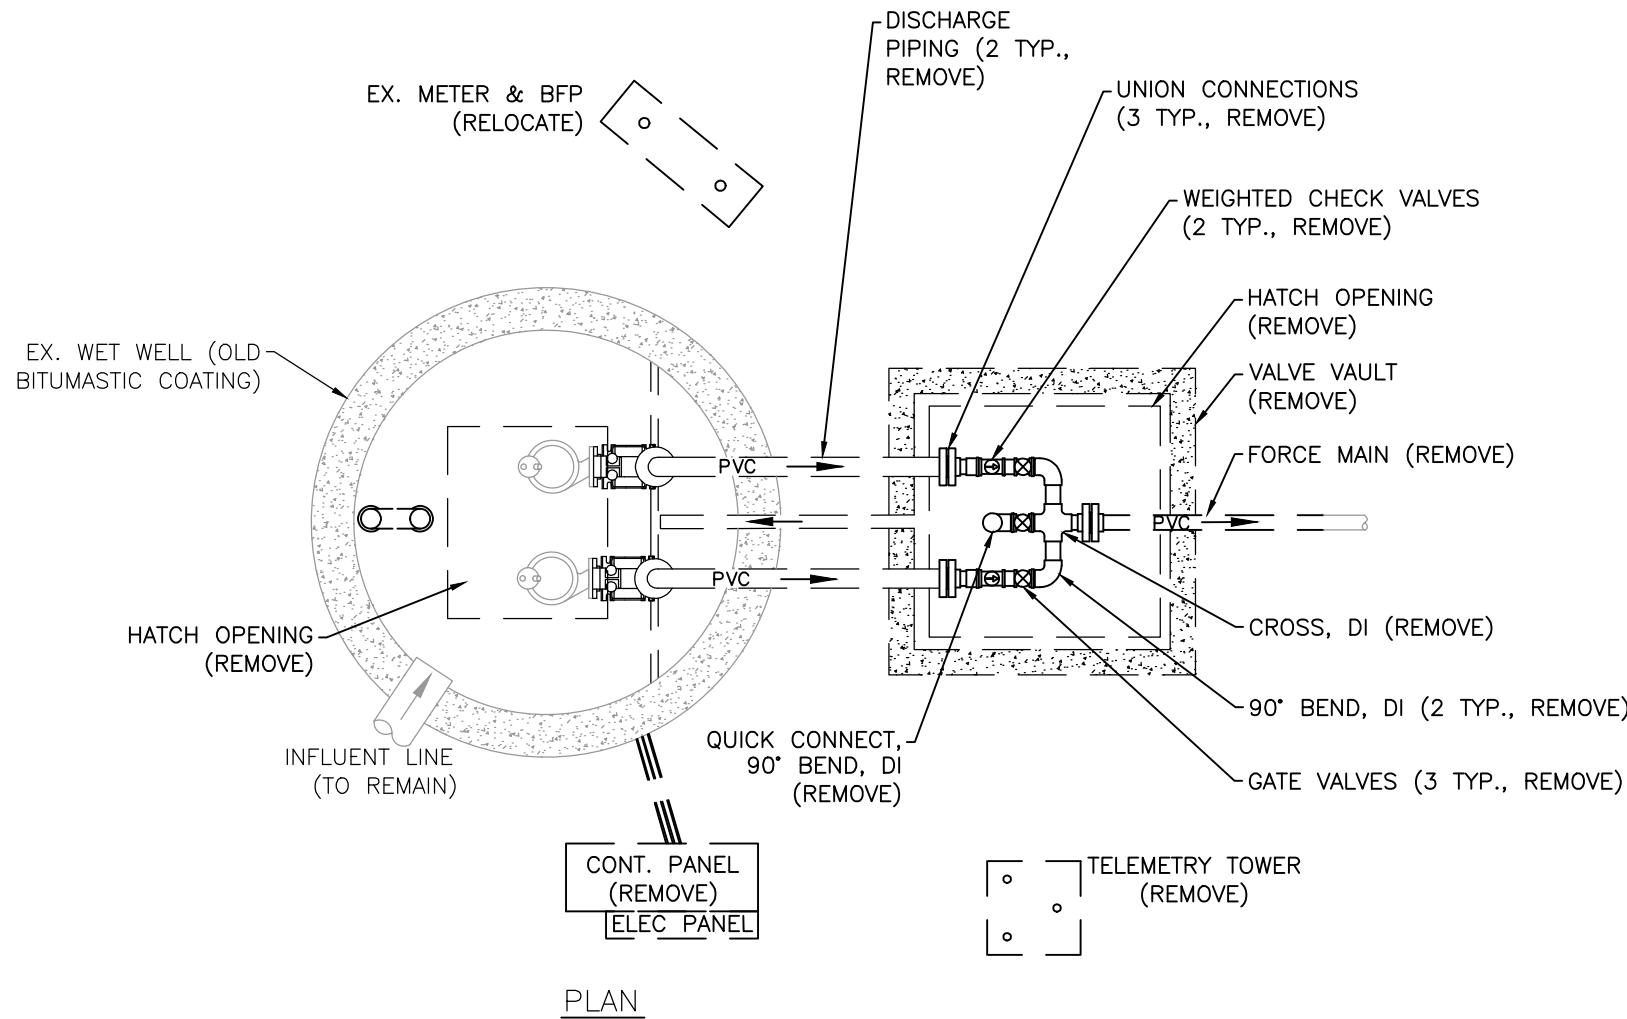 DISCHARGE
PIPING (2 TYP.,
REMOVE)
EX. METER & BFP
(RELOCATE)
UNION CONNECTIONS
(3 TYP., REMOVE)
WEIGHTED CHECK VALVES
(2 TYP., REMOVE)
HATCH OPENING
(REMOVE)
EX. WET WELL (OLD
BITUMASTIC COATING)
VALVE VAULT
(REMOVE)
FORCE MAIN (REMOVE)
PVC
PVC
PVC
HATCH OPENING
(REMOVE)
CROSS, DI (REMOVE)
90° BEND, DI (2 TYP., REMOVE)
QUICK CONNECT,
90° BEND, DI
(REMOVE)
INFLUENT LINE
(TO REMAIN)
GATE VALVES (3 TYP., REMOVE)
CONT. PANEL
(REMOVE)
ELEC PANEL
TELEMETRY TOWER
(REMOVE)
PLAN